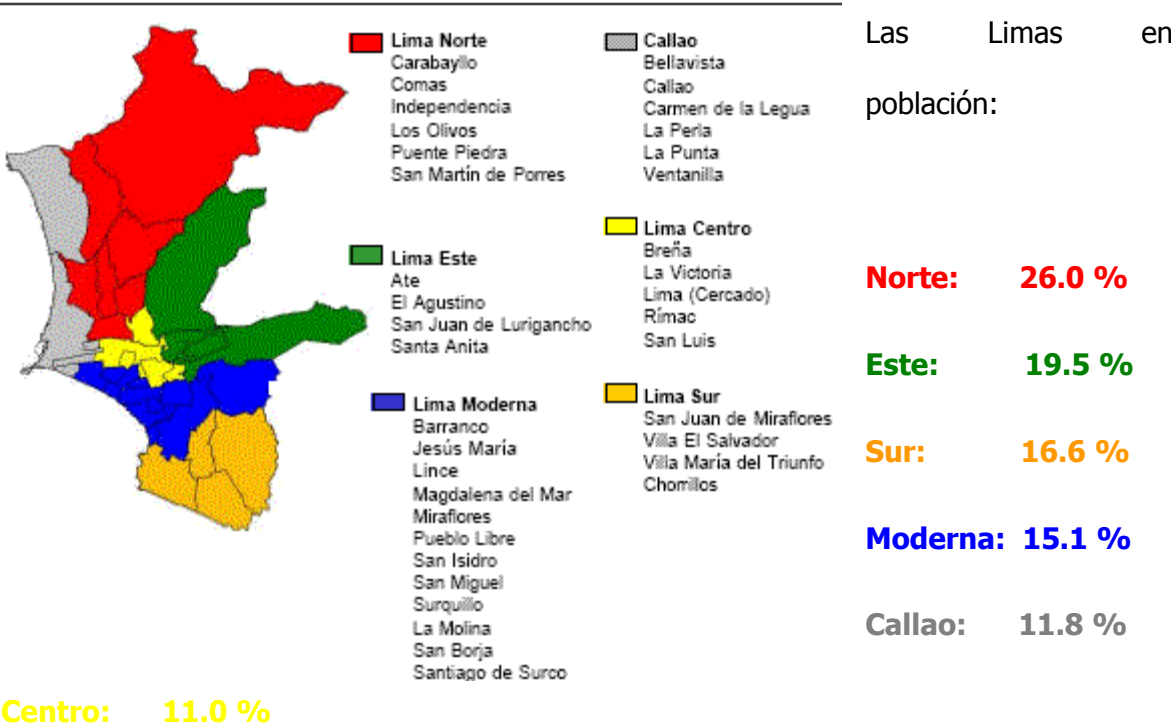 Lima Norte
Carabayllo
Comas
Independencia
Los Olivos
Puente Piedra
San Martín de Porres
Callao
Bellavista
Callao
Carmen de la Legua
La Perla
La Punta
Ventanilla
Lima Este
Ate
El Agustino
San Juan de Lurigancho
Santa Anita
Lima Centro
Breña
La Victoria
Lima (Cercado)
Rímac
San Luis
Lima Moderna
Barranco
Jesús María
Lince
Magdalena del Mar
Miraflores
Pueblo Libre
San Isidro
San Miguel
Surquillo
La Molina
San Borja
Santiago de Surco
Lima Sur
San Juan de Miraflores
Villa El Salvador
Villa María del Triunfo
Chorrillos
Las Limas en
población:
Norte: 26.0 %
Este: 19.5 %
Sur: 16.6 %
Moderna: 15.1 %
Callao: 11.8 %
Centro: 11.0 %